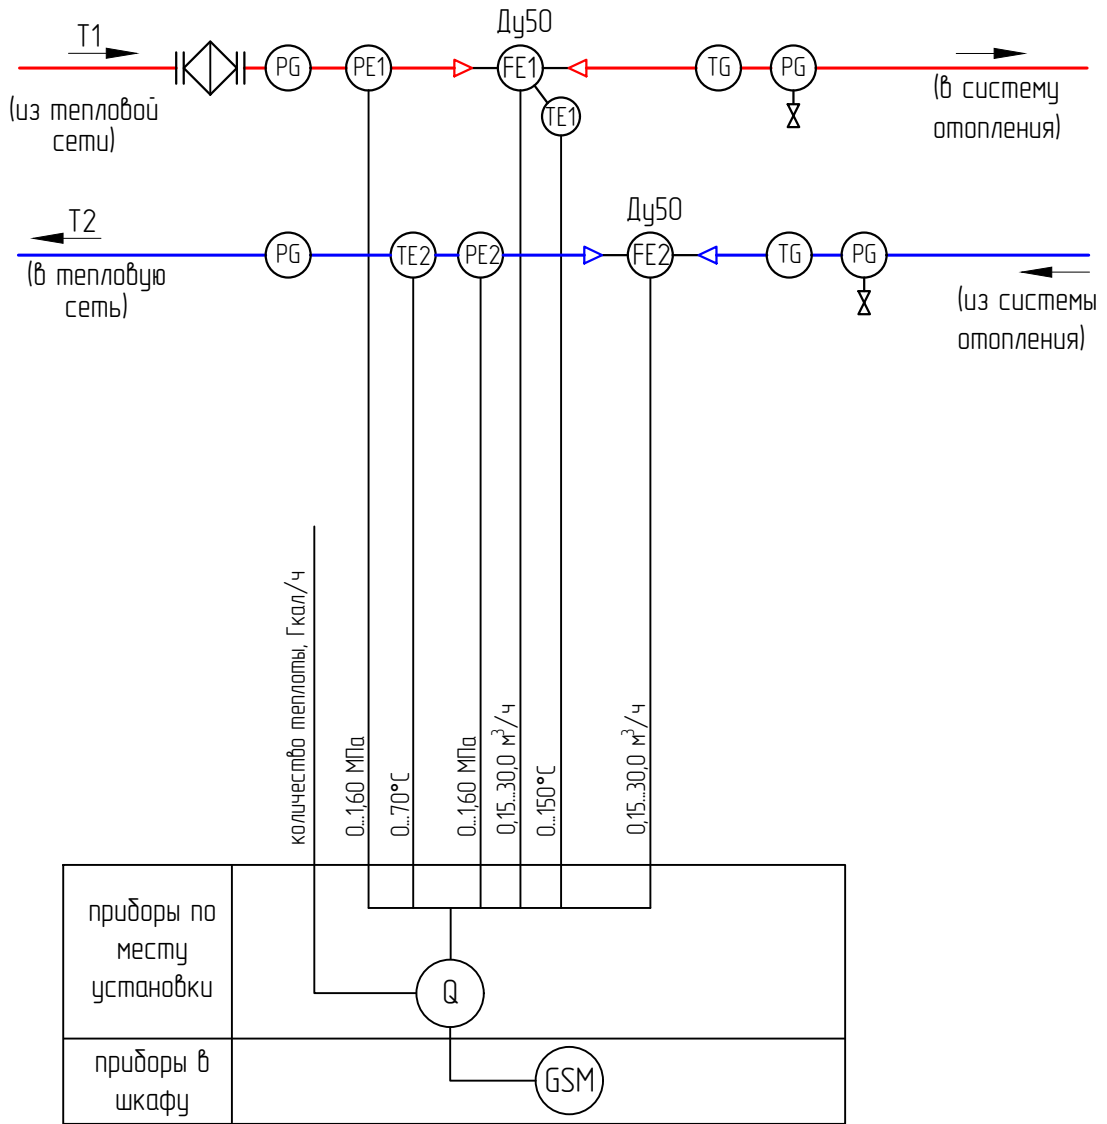 Ду50
Т1
PG
PE1
FE1
TG
PG
(из тепловой
сети)
TE1
(в систему
отопления)
Т2
Ду50
PG
TE2
PE2
FE2
TG
PG
(в тепловую
сеть)
(из системы
отопления)
количество теплоты, Гкал/ч
0...1,60 МПа
0...70°С
0...1,60 МПа
0,15...30,0 м³/ч
0...150°С
0,15...30,0 м³/ч
приборы по
месту
установки
Q
приборы в
шкафу
GSM